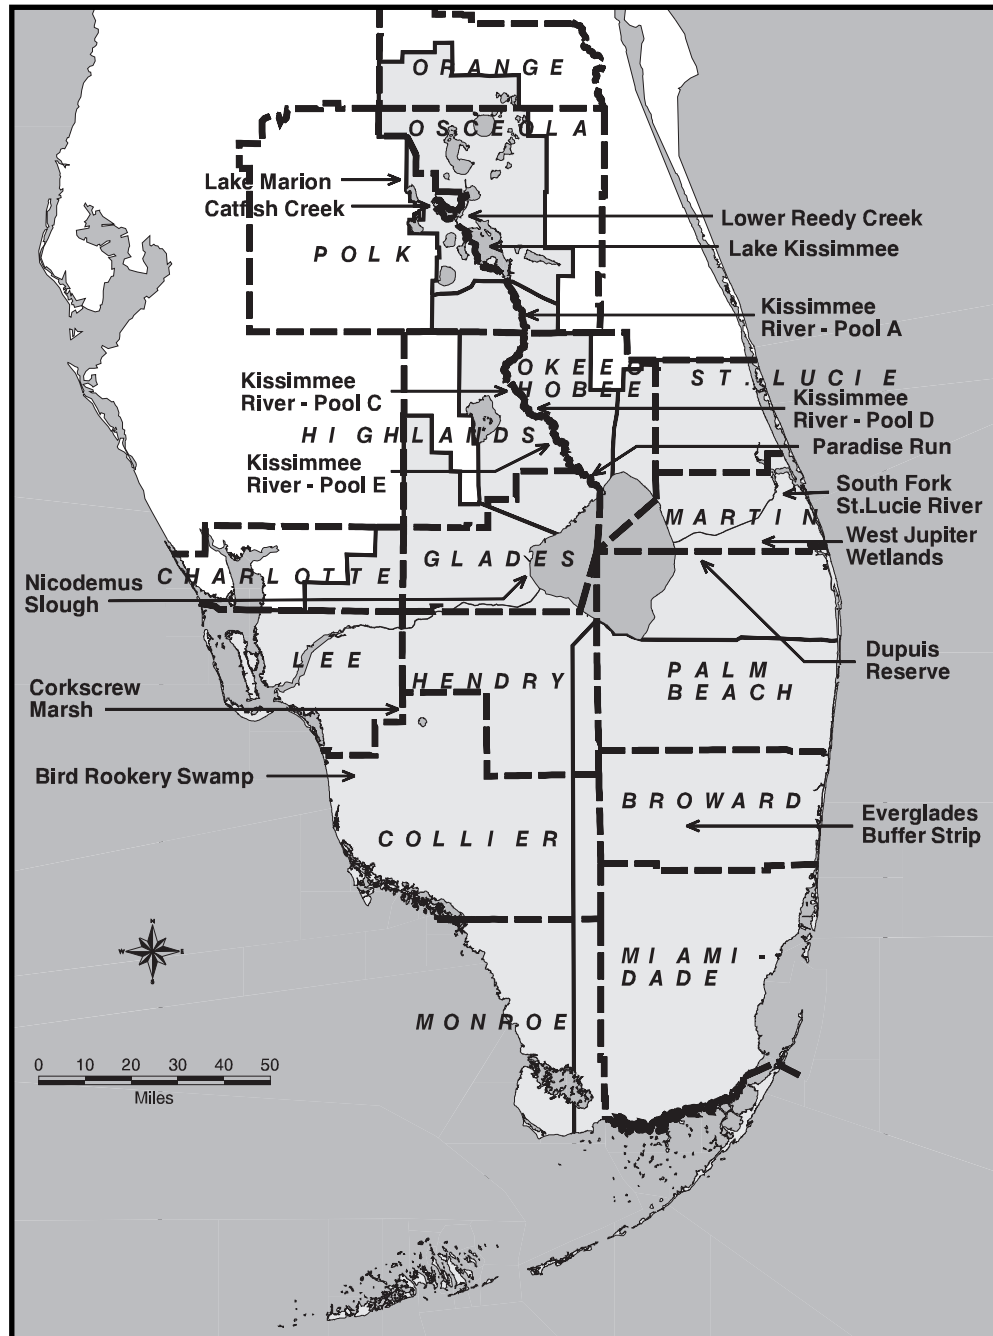 ORANGE
OSCEOLA
Lake Marion
Catfish Creek
Lower Reedy Creek
Lake Kissimmee
POLK
Kissimmee
River - Pool A
OKEEC
HOBEE
ST. LUCIE
Kissimmee
River - Pool C
Kissimmee
River - Pool D
HIGHLANDS
Paradise Run
Kissimmee
River - Pool E
South Fork
St.Lucie River
MARTIN
West Jupiter
Wetlands
GLADES
CHARLOTTE
Nicodemus
Slough
Dupuis
Reserve
LEE
HENDRY
PALM
BEACH
Corkscrew
Marsh
Bird Rookery Swamp
BROWARD
Everglades
Buffer Strip
COLLIER
N
W E
S
MIAMI -
DADE
MONROE
0 10 20 30 40 50
Miles